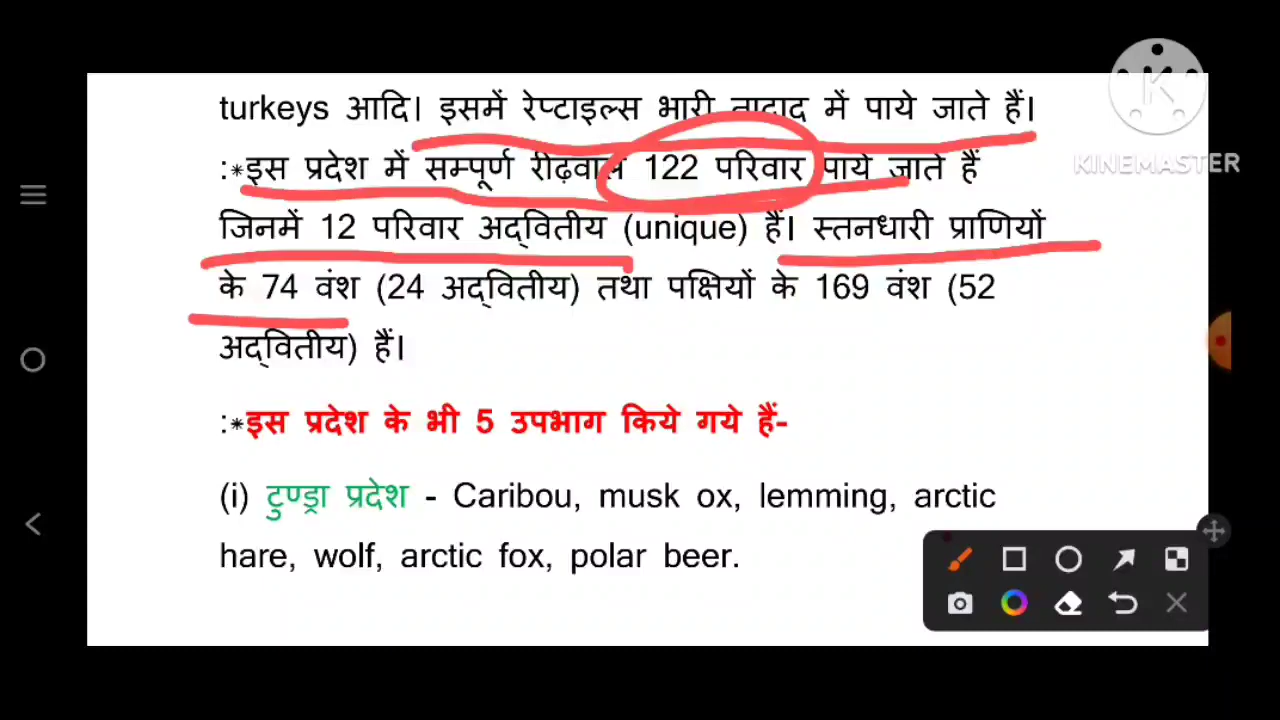 turkeys आदि। इसमें रेप्टाइल्स भारी तादाद में पाये जाते हैं।
KINEMASTER
:*इस प्रदेश में सम्पूर्ण रीढ़वाले 122 परिवार पाये जाते हैं
जिनमें 12 परिवार अद्वितीय (unique) हैं। स्तनधारी प्राणियों
के 74 वंश (24 अद्वितीय) तथा पक्षियों के 169 वंश (52
अद्वितीय) हैं।
:*इस प्रदेश के भी 5 उपभाग किये गये हैं-
(i) टुण्ड्रा प्रदेश - Caribou, musk ox, lemming, arctic
hare, wolf, arctic fox, polar beer.